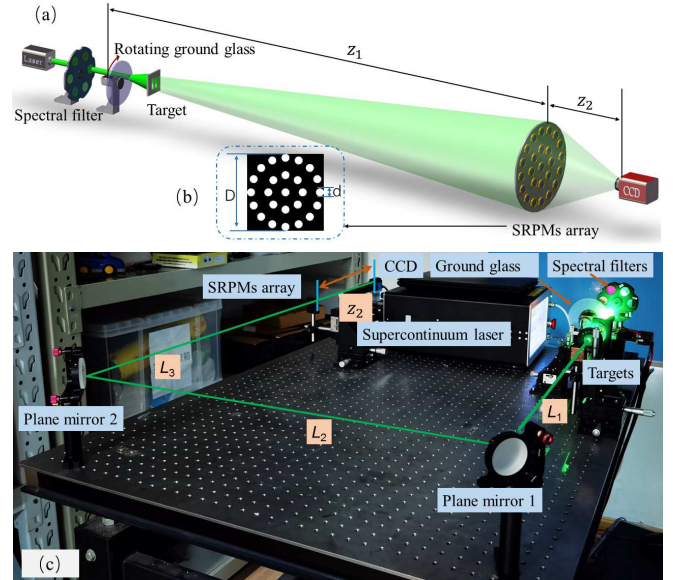 (a)
Laser
Rotating ground glass
z₁
z₂
Spectral filter
Target
CCD
(b)
D
d
SRPMs array
CCD
Ground glass
Spectral filters
SRPMs array
z₂
Supercontinuum laser
L₃
Targets
Plane mirror 2
L₁
L₂
Plane mirror 1
(c)